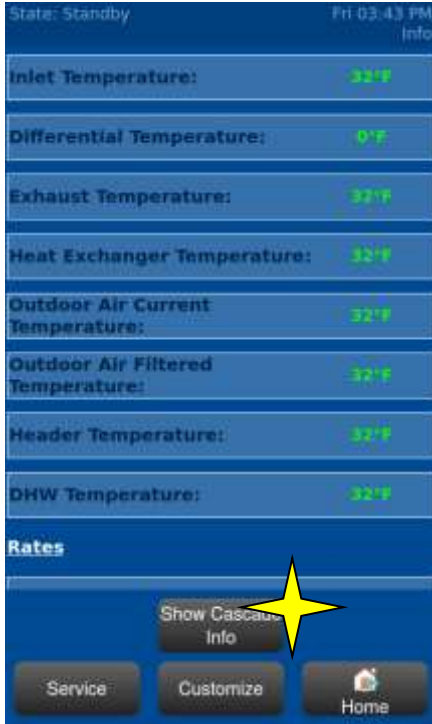 State: Standby
Fri 03:43 PM
Info
Inlet Temperature:
32°F
Differential Temperature:
0°F
Exhaust Temperature:
32°F
Heat Exchanger Temperature:
32°F
Outdoor Air Current
Temperature:
32°F
Outdoor Air Filtered
Temperature:
32°F
Header Temperature:
32°F
DHW Temperature:
32°F
Rates
Show Cascade
Info
Service
Customize
Home